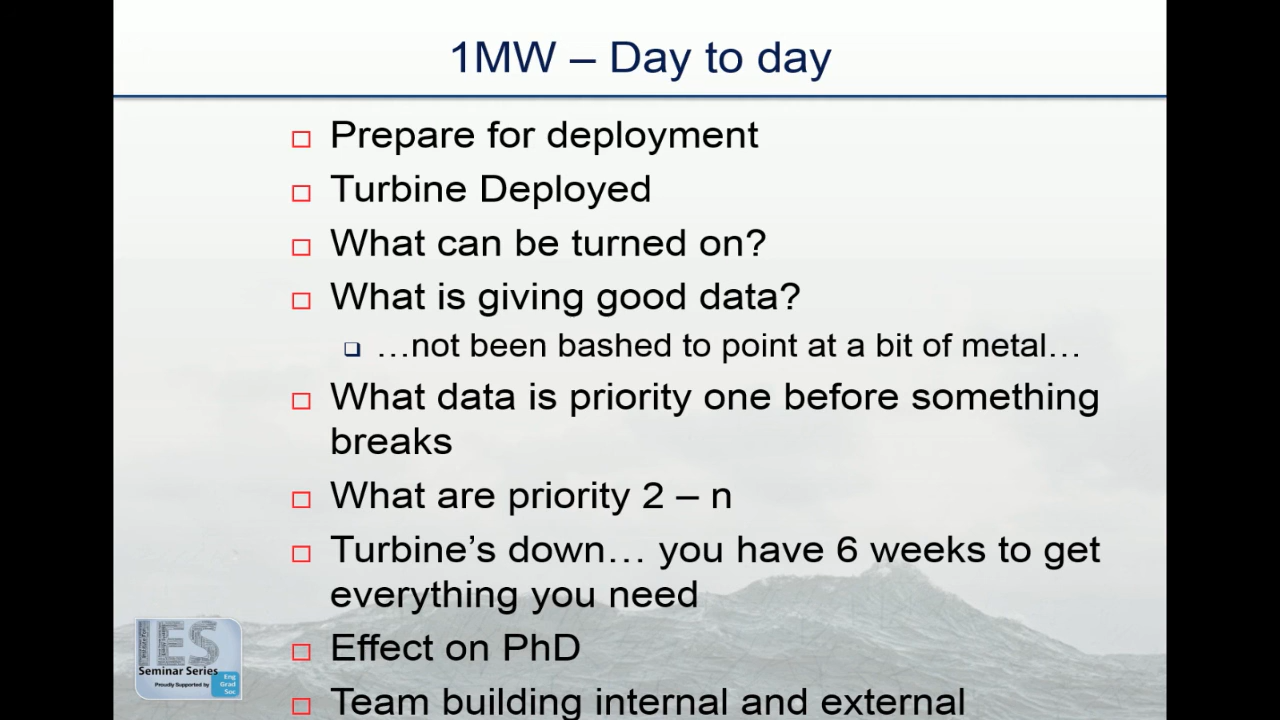 1MW – Day to day
Prepare for deployment
Turbine Deployed
What can be turned on?
What is giving good data?
…not been bashed to point at a bit of metal…
What data is priority one before something
breaks
What are priority 2 – n
Turbine’s down… you have 6 weeks to get
everything you need
Effect on PhD
Team building internal and external
IES
Seminar Series
Proudly Supported by
Eng
Grad
Soc